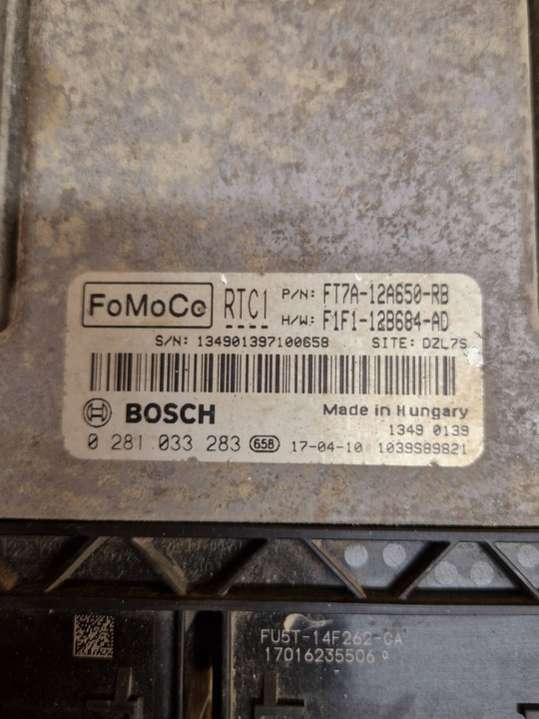 FoMoCo RTC1 P/N: FT7A-12A650-RB
H/W: F1F1-12B684-AD
S/N: 134901397100658 SITE: DZL7S
BOSCH Made in Hungary
1349 0139
0 281 033 283 658 17-04-10 1039S89821
FU5T-14F262-CA
17016235506